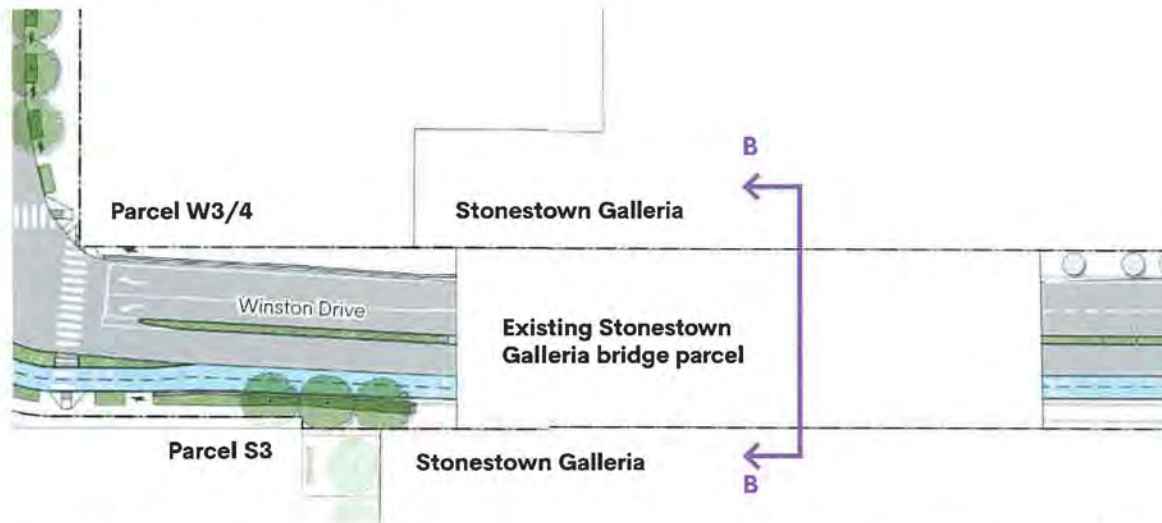 B
Parcel W3/4
Stonestown Galleria
Winston Drive
Existing Stonestown
Galleria bridge parcel
Parcel S3
Stonestown Galleria
B